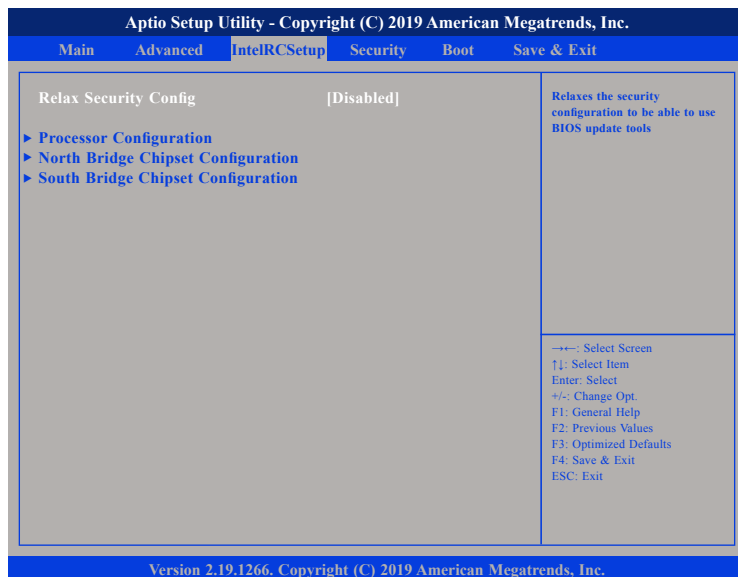 Aptio Setup Utility - Copyright (C) 2019 American Megatrends, Inc.
Main Advanced IntelRCSetup Security Boot Save & Exit
Relax Security Config [Disabled]
► Processor Configuration
► North Bridge Chipset Configuration
► South Bridge Chipset Configuration
Relaxes the security
configuration to be able to use
BIOS update tools
→←: Select Screen
↑↓: Select Item
Enter: Select
+/-: Change Opt.
F1: General Help
F2: Previous Values
F3: Optimized Defaults
F4: Save & Exit
ESC: Exit
Version 2.19.1266. Copyright (C) 2019 American Megatrends, Inc.